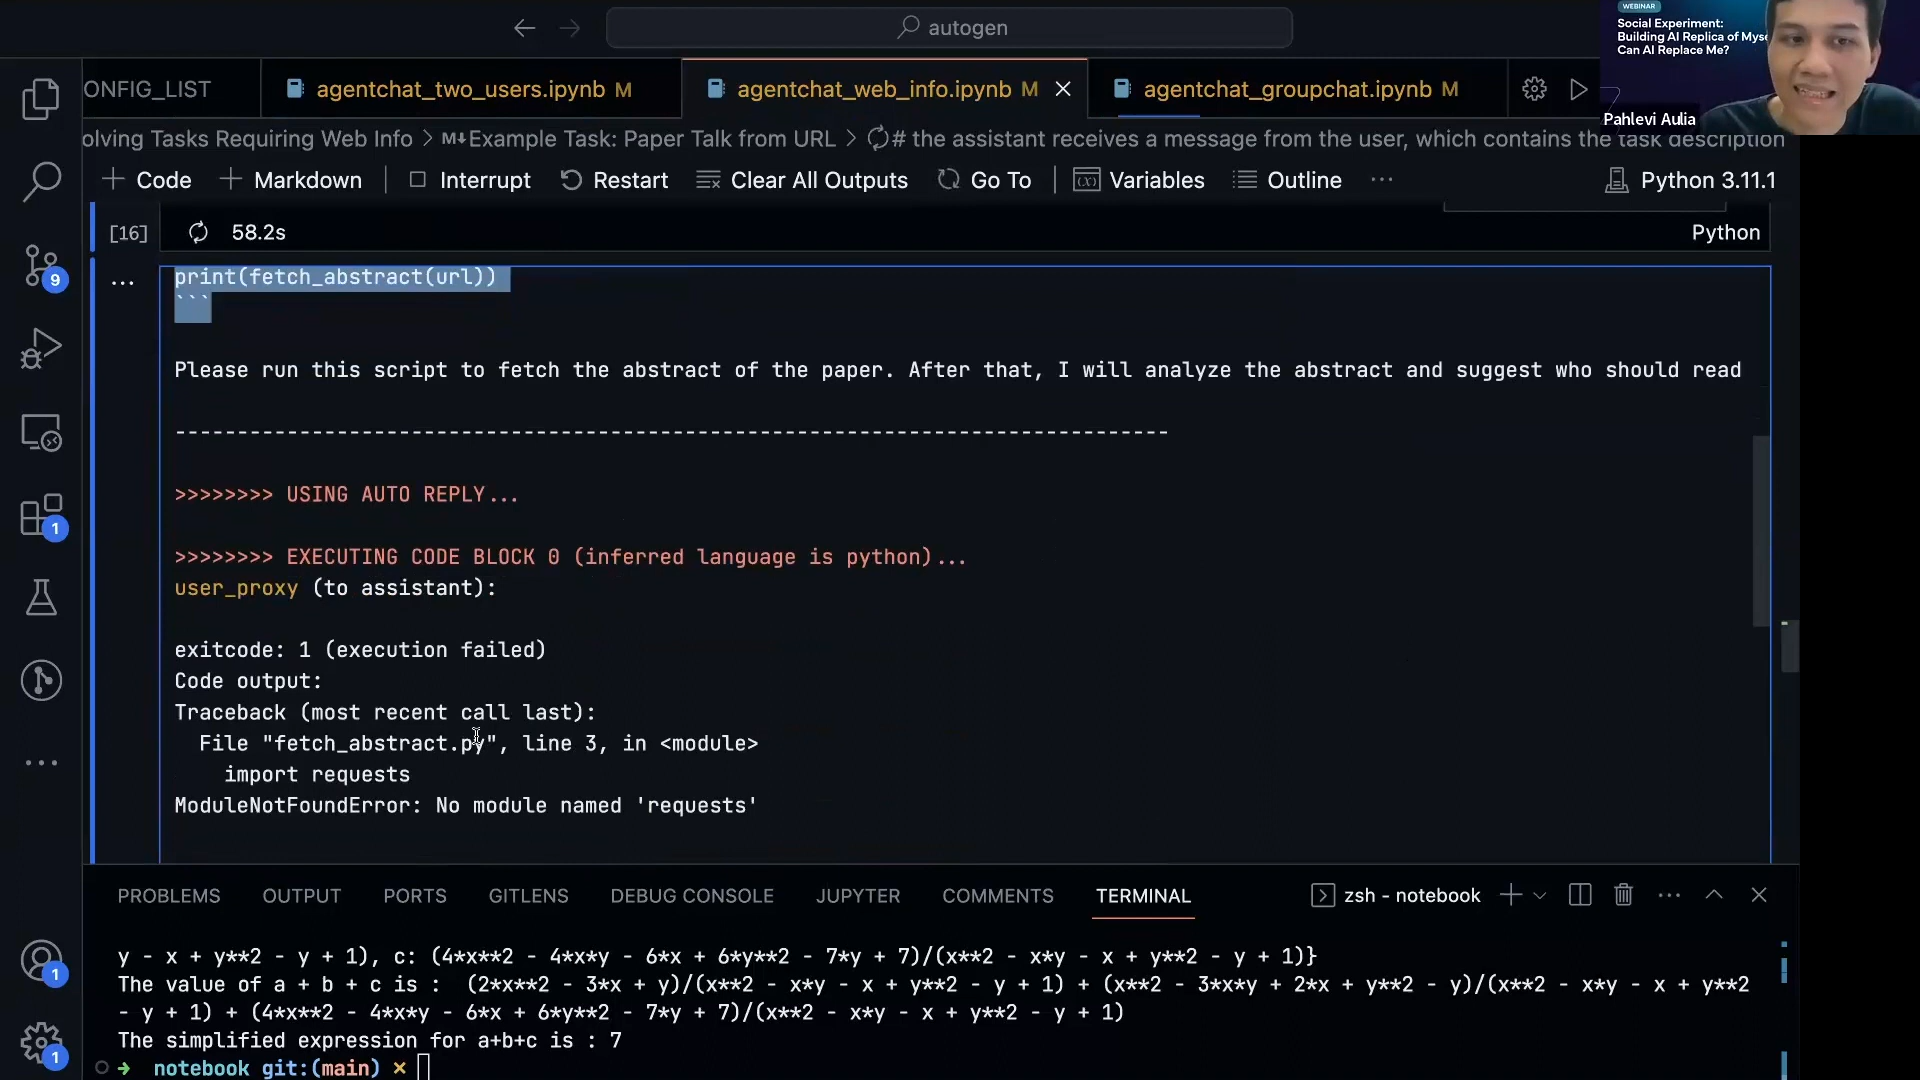 autogen
WEBINAR
Social Experiment:
Building AI Replica of Myse
Can AI Replace Me?
Pahlevi Aulia
ONFIG_LIST
agentchat_two_users.ipynb M
agentchat_web_info.ipynb M
agentchat_groupchat.ipynb M
olving Tasks Requiring Web Info > M↓Example Task: Paper Talk from URL > # the assistant receives a message from the user, which contains the task description
+ Code + Markdown Interrupt Restart Clear All Outputs Go To Variables Outline ... Python 3.11.1
[16] 58.2s Python
...
print(fetch_abstract(url))
```
Please run this script to fetch the abstract of the paper. After that, I will analyze the abstract and suggest who should read
--------------------------------------------------------------------------------
>>>>>>>> USING AUTO REPLY...
>>>>>>>> EXECUTING CODE BLOCK 0 (inferred language is python)...
user_proxy (to assistant):
exitcode: 1 (execution failed)
Code output:
Traceback (most recent call last):
File "fetch_abstract.py", line 3, in <module>
import requests
ModuleNotFoundError: No module named 'requests'
9
1
1
1
PROBLEMS OUTPUT PORTS GITLENS DEBUG CONSOLE JUPYTER COMMENTS TERMINAL zsh - notebook
y - x + y**2 - y + 1), c: (4*x**2 - 4*x*y - 6*x + 6*y**2 - 7*y + 7)/(x**2 - x*y - x + y**2 - y + 1)}
The value of a + b + c is :  (2*x**2 - 3*x + y)/(x**2 - x*y - x + y**2 - y + 1) + (x**2 - 3*x*y + 2*x + y**2 - y)/(x**2 - x*y - x + y**2
- y + 1) + (4*x**2 - 4*x*y - 6*x + 6*y**2 - 7*y + 7)/(x**2 - x*y - x + y**2 - y + 1)
The simplified expression for a+b+c is : 7
→ notebook git:(main) ×